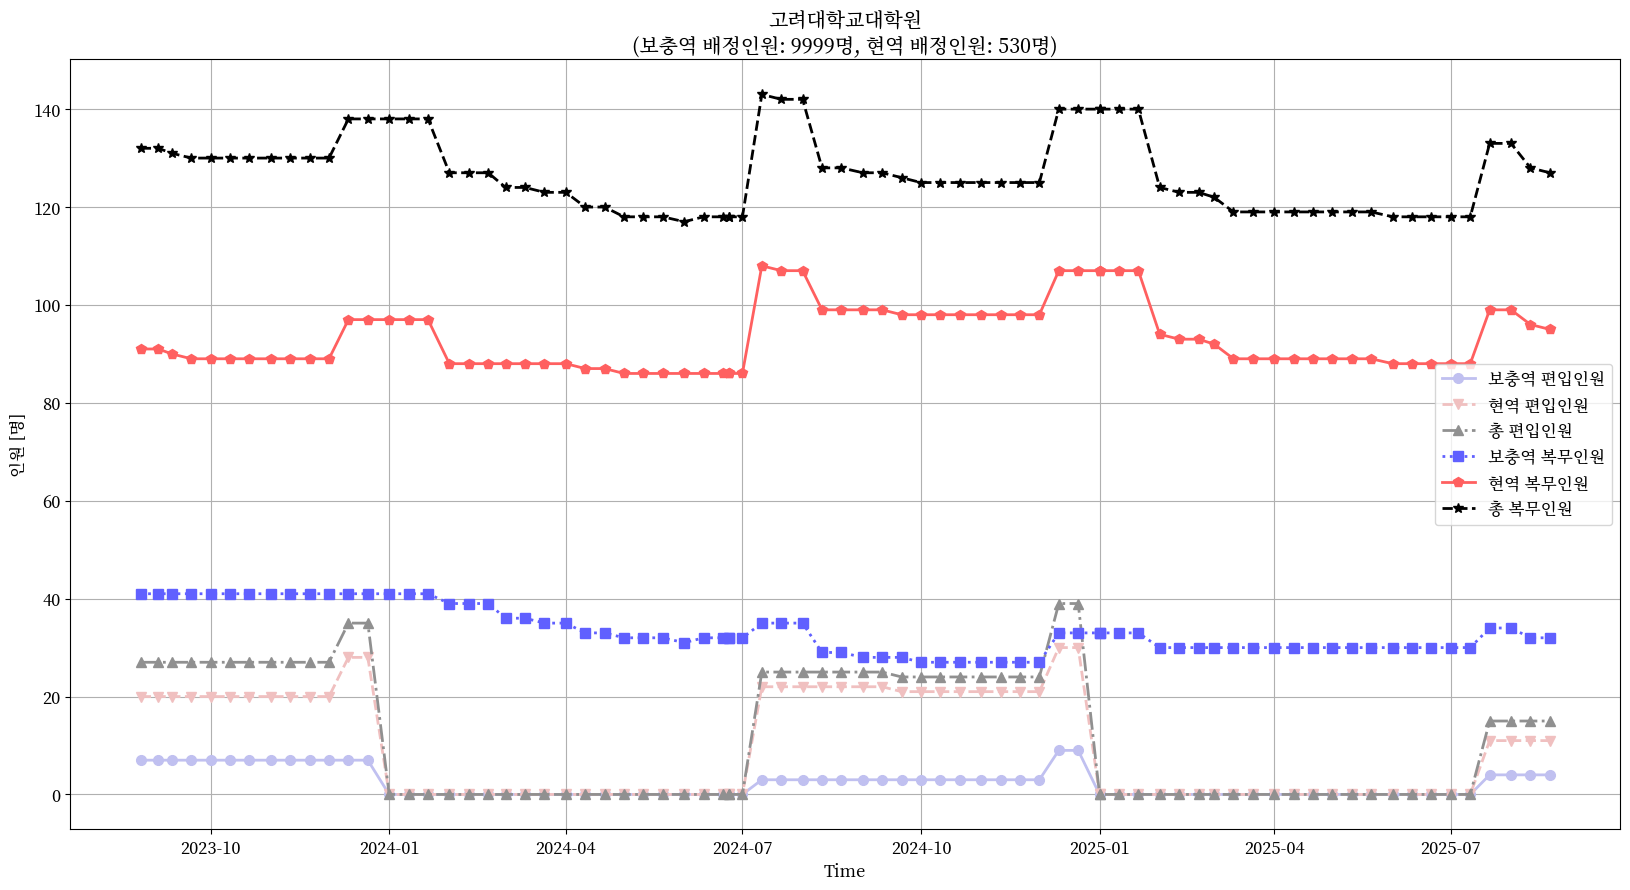 고려대학교대학원
(보충역 배정인원: 9999명, 현역 배정인원: 530명)
인원 [명]
140
120
100
80
60
40
20
0
보충역 편입인원
현역 편입인원
총 편입인원
보충역 복무인원
현역 복무인원
총 복무인원
2023-10
2024-01
2024-04
2024-07
2024-10
2025-01
2025-04
2025-07
Time